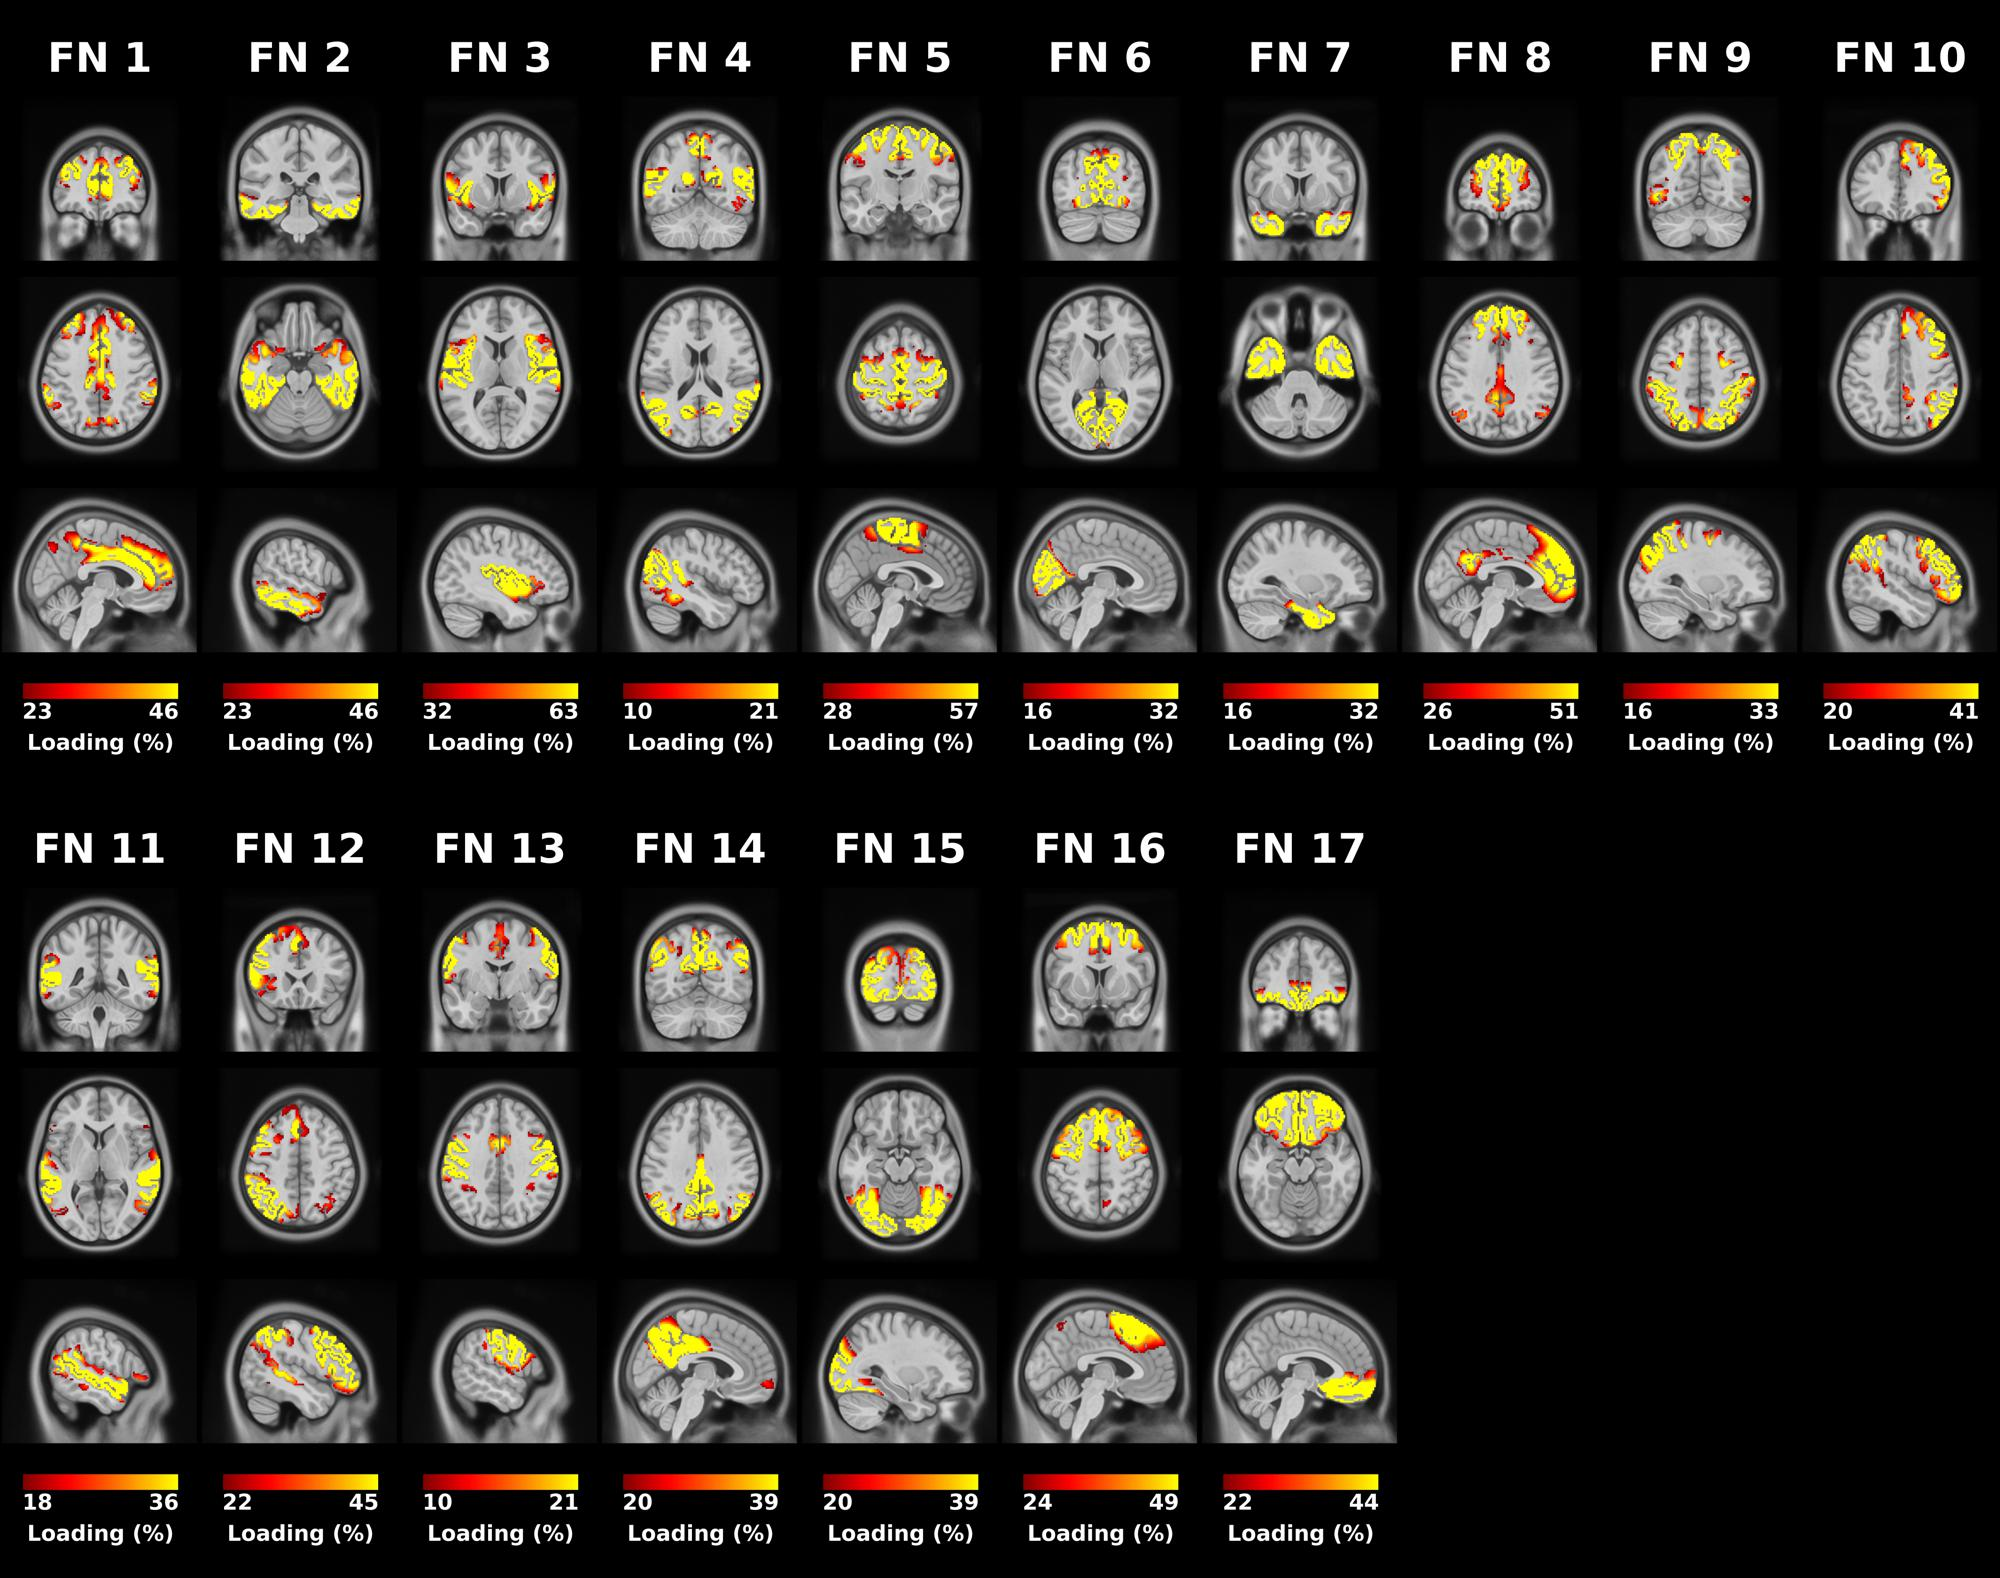 FN 1 FN 2 FN 3 FN 4 FN 5 FN 6 FN 7 FN 8 FN 9 FN 10
23 46 23 46 32 63 10 21 28 57 16 32 16 32 26 51 16 33 20 41
Loading (%) Loading (%) Loading (%) Loading (%) Loading (%) Loading (%) Loading (%) Loading (%) Loading (%) Loading (%)
FN 11 FN 12 FN 13 FN 14 FN 15 FN 16 FN 17
18 36 22 45 10 21 20 39 20 39 24 49 22 44
Loading (%) Loading (%) Loading (%) Loading (%) Loading (%) Loading (%) Loading (%)